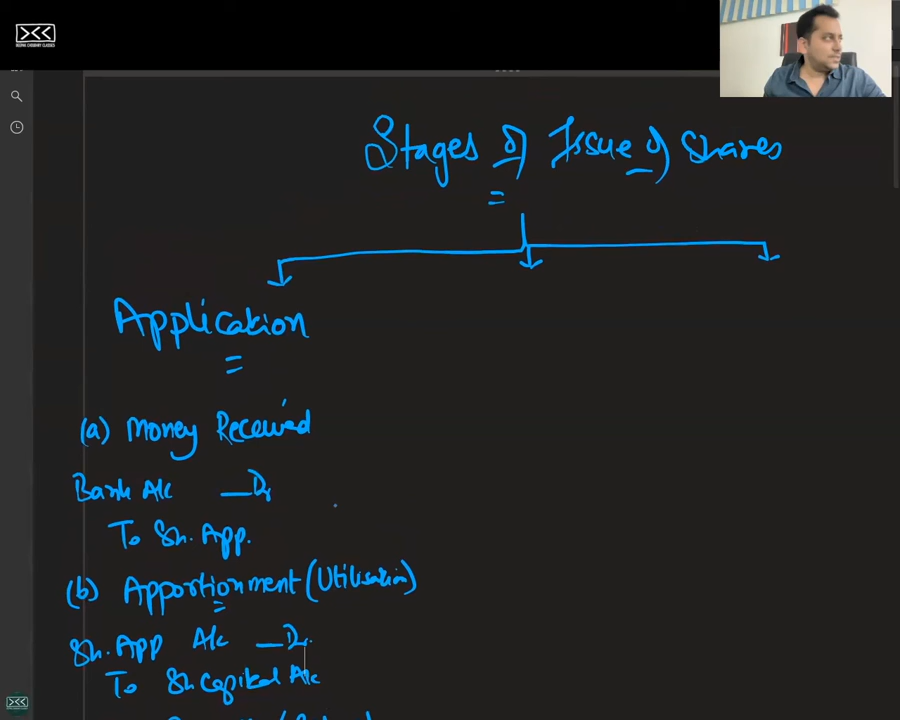 Stages of Issue of Shares
Application
(a) Money Received
Bank A/c — Dr
To Sh. App.
(b) Apportionment (Utilisation)
Sh. App A/c — Dr.
To Sh Capital A/c